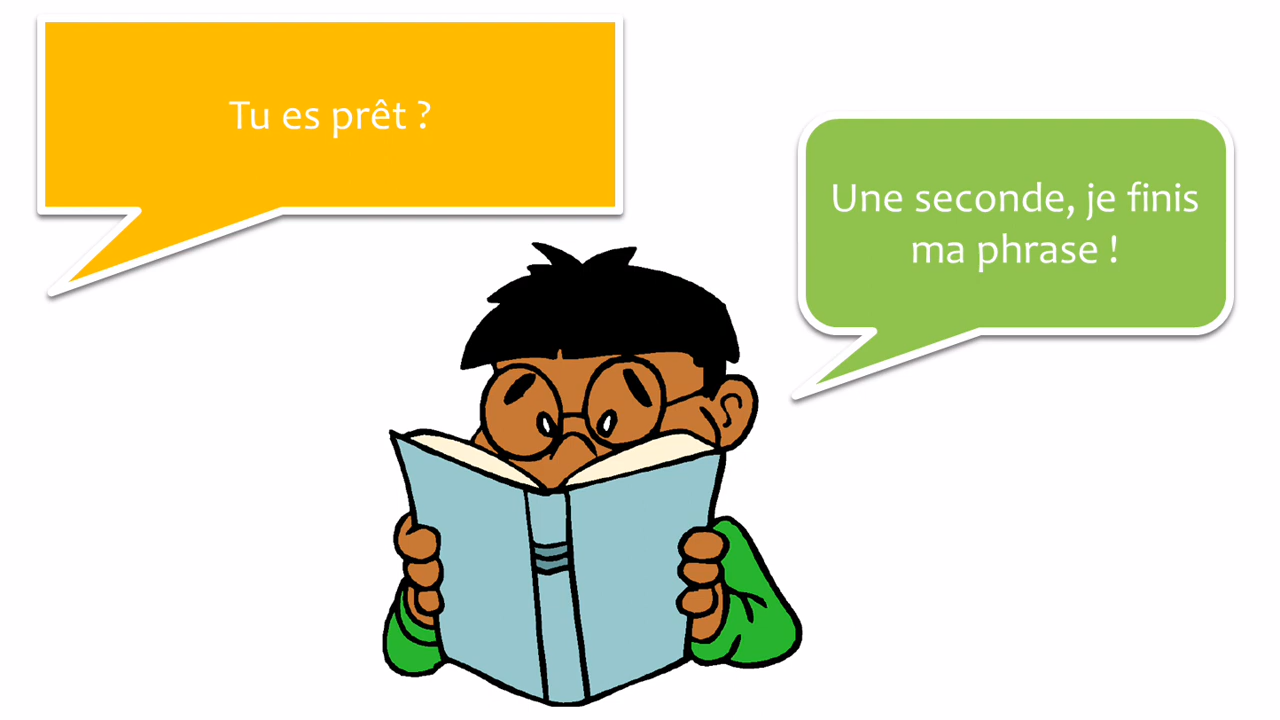 Tu es prêt ?
Une seconde, je finis
ma phrase !